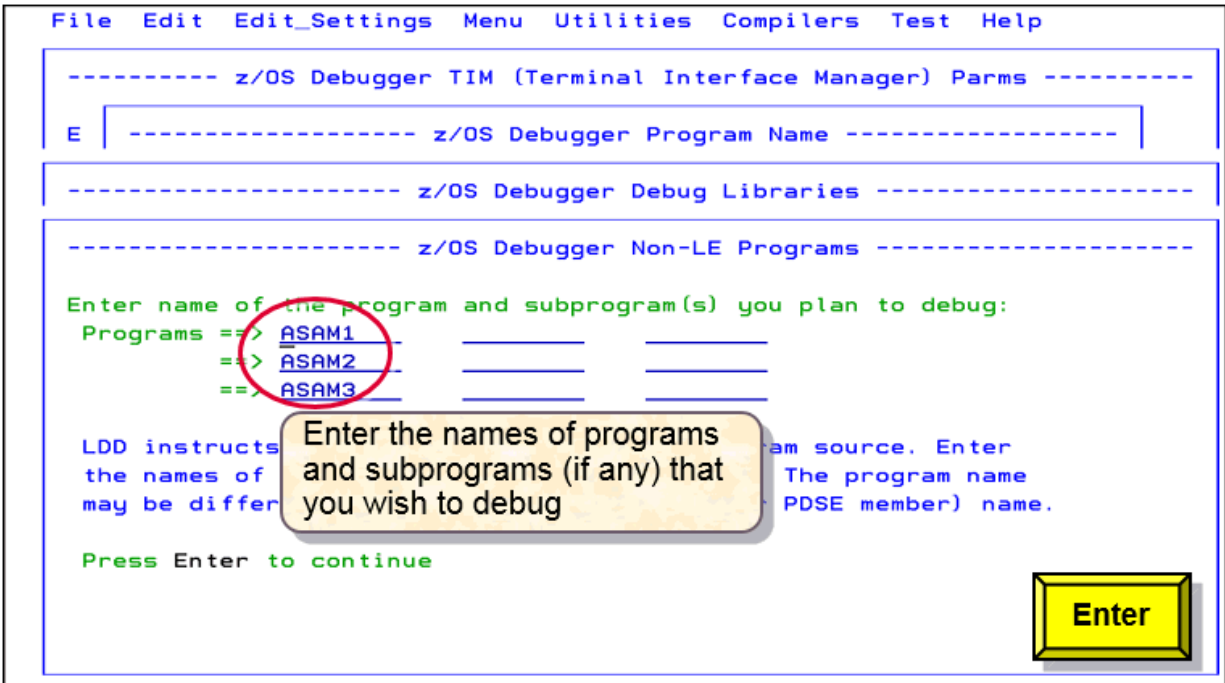 File Edit Edit_Settings Menu Utilities Compilers Test Help
---------- z/OS Debugger TIM (Terminal Interface Manager) Parms ----------
E ------------------- z/OS Debugger Program Name ------------------
---------------------- z/OS Debugger Debug Libraries ---------------------
---------------------- z/OS Debugger Non-LE Programs ---------------------
Enter name of the program and subprogram(s) you plan to debug:
Programs ==> ASAM1
==> ASAM2
==> ASAM3
Enter the names of programs
and subprograms (if any) that
you wish to debug
LDD instructs am source. Enter
the names of The program name
may be differ PDSE member) name.
Press Enter to continue
Enter